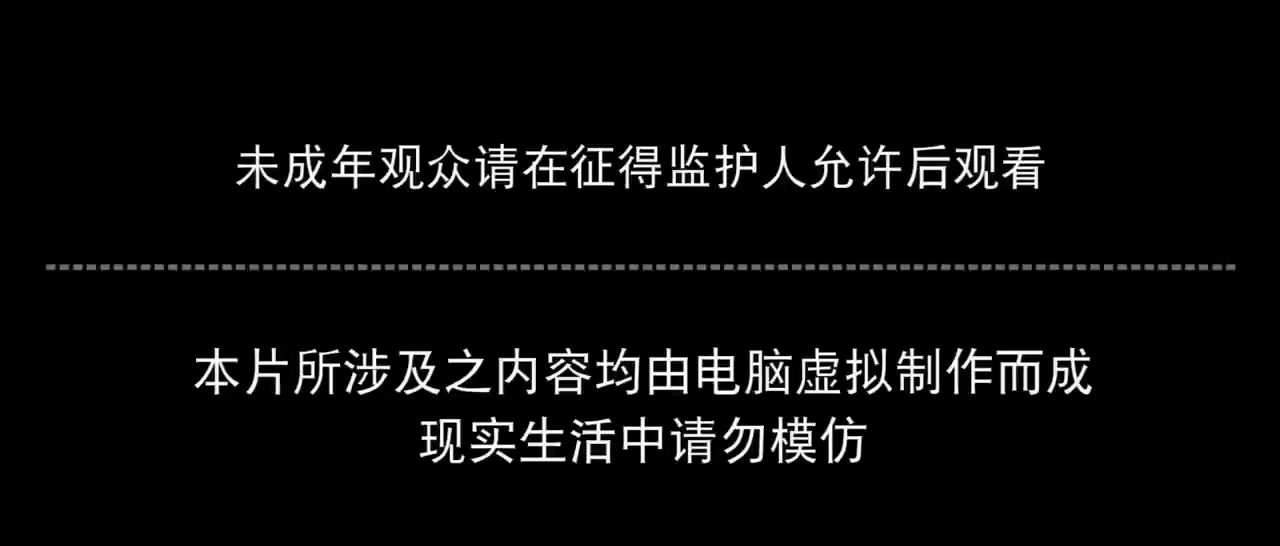 未成年观众请在征得监护人允许后观看
本片所涉及之内容均由电脑虚拟制作而成
现实生活中请勿模仿